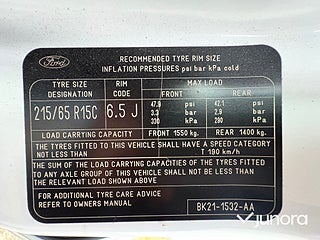 Ford
RECOMMENDED TYRE RIM SIZE
INFLATION PRESSURES psi bar kPa cold
TYRE SIZE DESIGNATION RIM CODE MAX LOAD
FRONT REAR
215/65 R15C 6.5 J 47.9 psi 42.1 psi
3.3 bar 2.9 bar
330 kPa 290 kPa
LOAD CARRYING CAPACITY FRONT 1550 kg. REAR 1400 kg.
THE TYRES FITTED TO THIS VEHICLE SHALL HAVE A SPEED CATEGORY
NOT LESS THAN T 190 km/h
THE SUM OF THE LOAD CARRYING CAPACITIES OF THE TYRES FITTED
TO ANY AXLE GROUP OF THIS VEHICLE SHALL NOT BE LESS THAN THE
RELEVANT LOAD SHOWN ABOVE
FOR ADDITIONAL TYRE CARE ADVICE
REFER TO OWNERS MANUAL BK21-1532-AA
junora